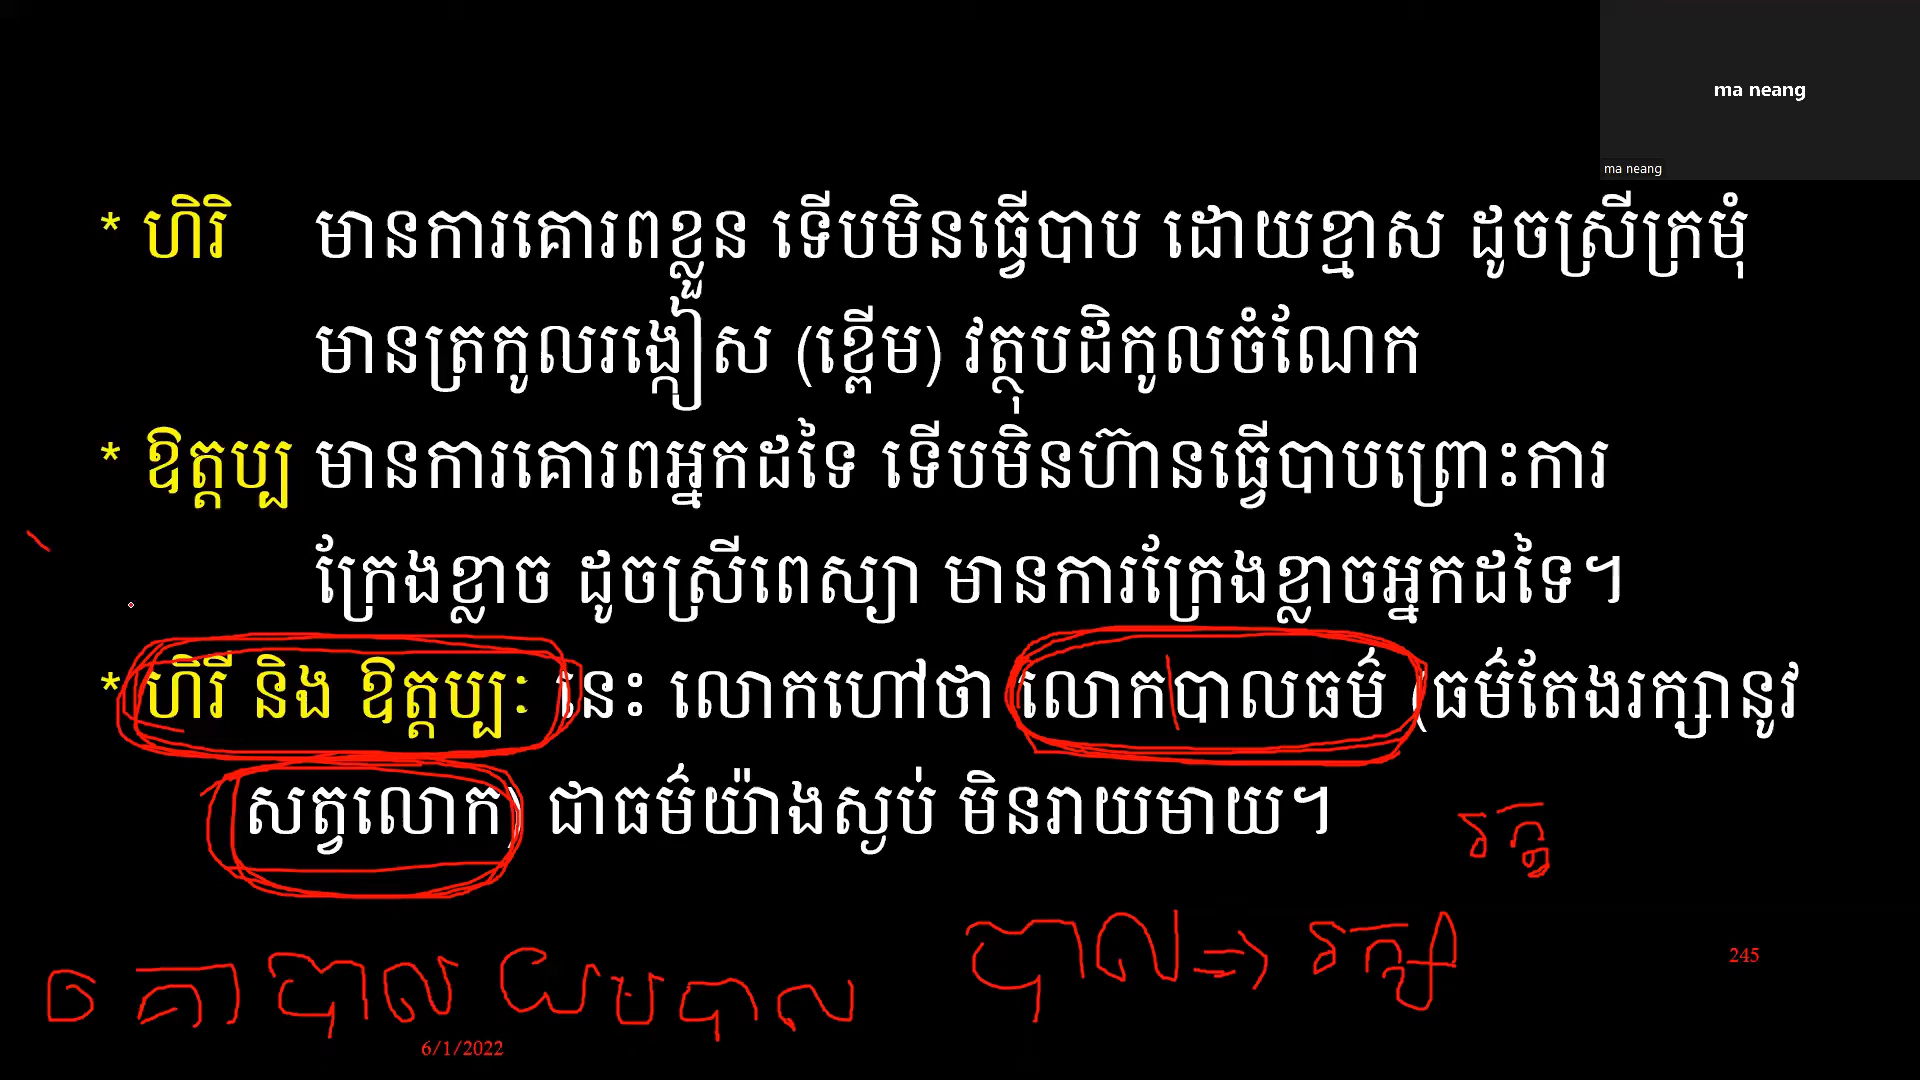 ma neang
ma neang
* ហិរិ មានការគោរពខ្លួន ទើបមិនធ្វើបាប ដោយខ្មាស ដូចស្រីក្រមុំ
មានត្រកូលរង្កៀស (ខ្ពើម) វត្ថុបដិកូលចំណែក
* ឱត្តប្ប មានការគោរពអ្នកដទៃ ទើបមិនហ៊ានធ្វើបាបព្រោះការ
ក្រែងខ្លាច ដូចស្រីពេស្យា មានការក្រែងខ្លាចអ្នកដទៃ។
* ហិរី និង ឱត្តប្បៈ នេះ លោកហៅថា លោកបាលធម៌ (ធម៌តែងរក្សានូវ
សត្វលោក) ជាធម៌យ៉ាងស្ងប់ មិនរាយមាយ។
បាល => រក្សា
245
គោបាល
6/1/2022